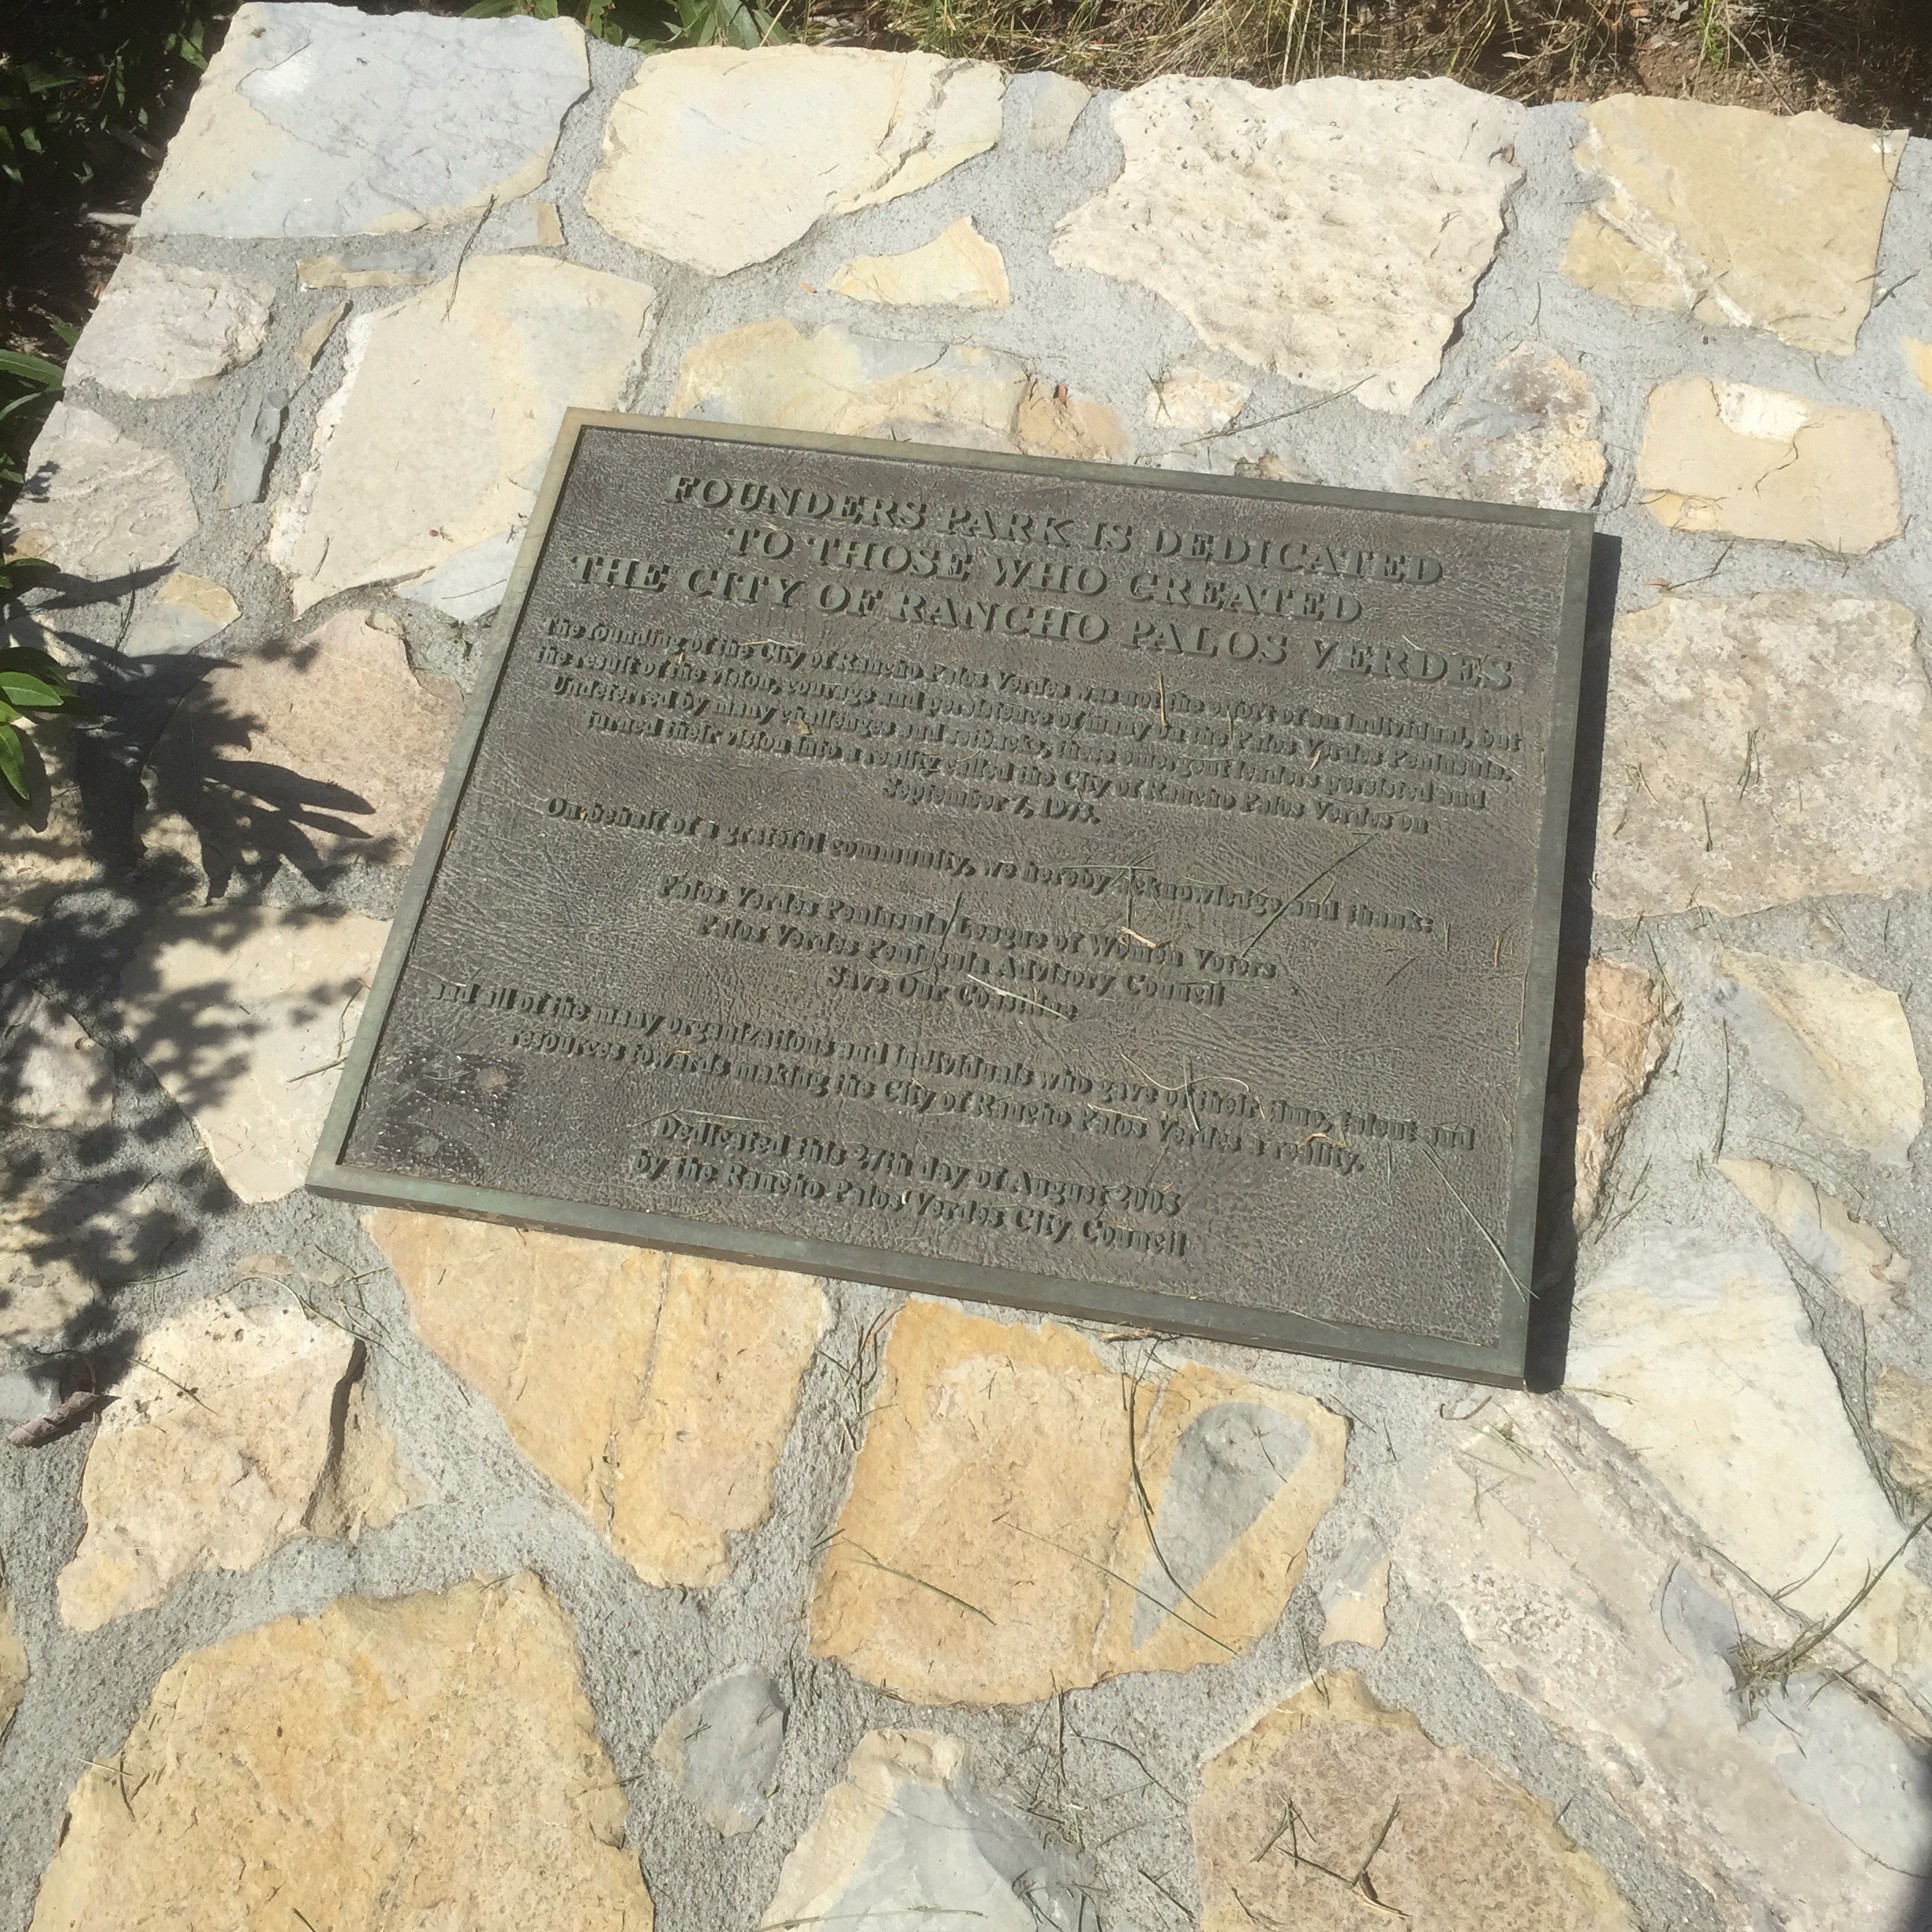 FOUNDERS PARK IS DEDICATED
TO THOSE WHO CREATED
THE CITY OF RANCHO PALOS VERDES
The founding of the City of Rancho Palos Verdes was not the effort of an individual, but
the result of the vision, courage and persistence of many on the Palos Verdes Peninsula.
Undeterred by many challenges and setbacks, these emergent leaders persisted and
turned their vision into a reality called the City of Rancho Palos Verdes on
September 7, 1973.
On behalf of a grateful community, we hereby acknowledge and thank:
Palos Verdes Peninsula League of Women Voters
Palos Verdes Peninsula Advisory Council
Save Our Coastline
and all of the many organizations and individuals who gave of their time, talent and
resources towards making the City of Rancho Palos Verdes a reality.
Dedicated this 27th day of August
by the Rancho Palos Verdes City Council